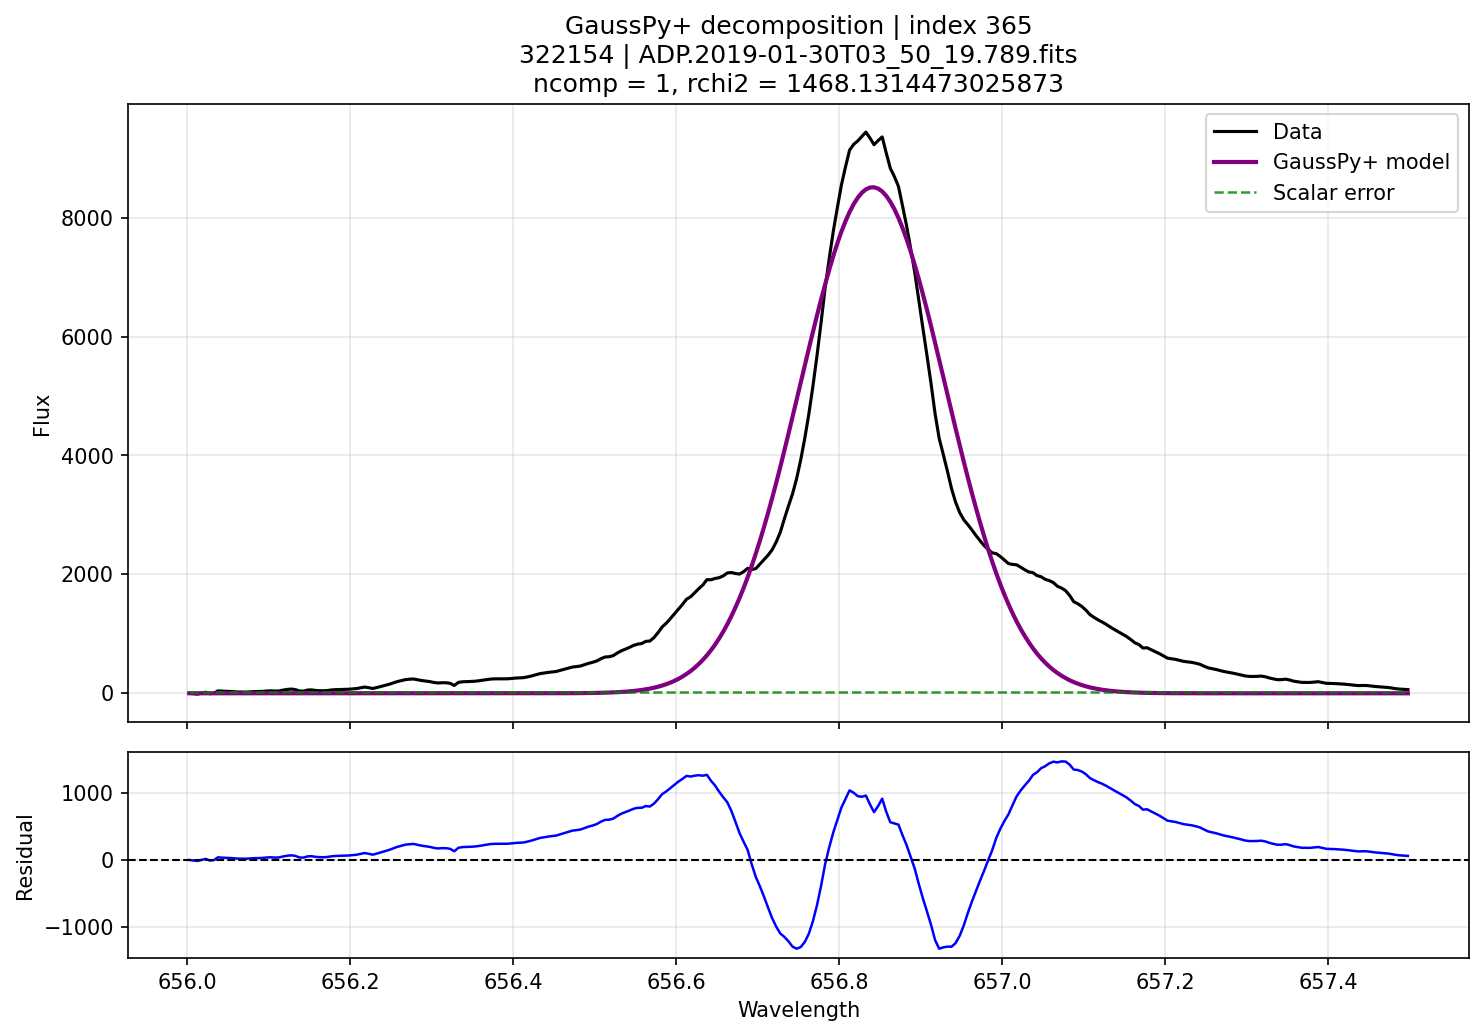 GaussPy+ decomposition | index 365
322154 | ADP.2019-01-30T03_50_19.789.fits
ncomp = 1, rchi2 = 1468.1314473025873
Data
GaussPy+ model
Scalar error
Flux
8000
6000
4000
2000
0
Residual
1000
0
−1000
656.0 656.2 656.4 656.6 656.8 657.0 657.2 657.4
Wavelength